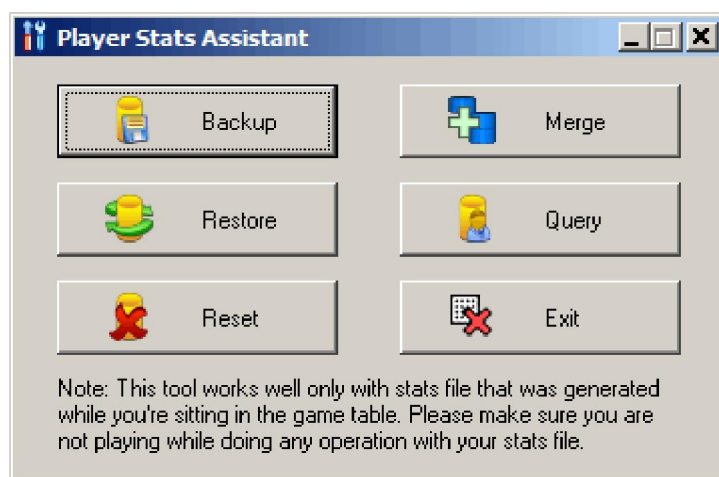 Player Stats Assistant
Backup
Merge
Restore
Query
Reset
Exit
Note: This tool works well only with stats file that was generated
while you're sitting in the game table. Please make sure you are
not playing while doing any operation with your stats file.